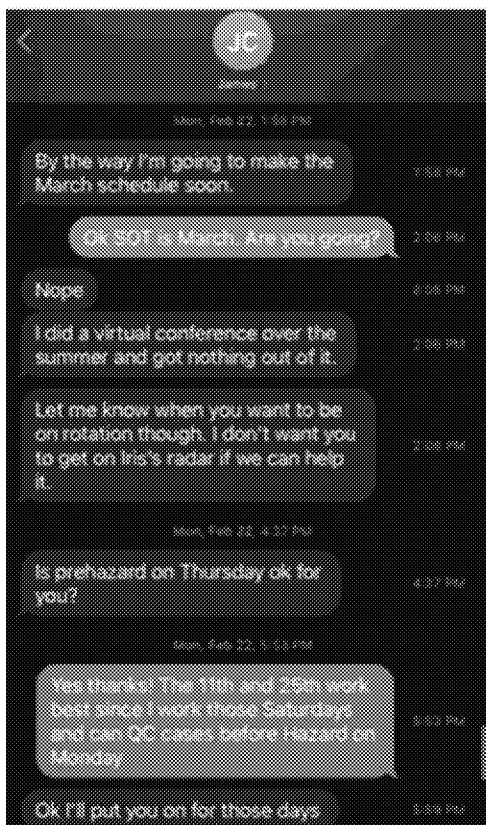 JC
James
Mon, Feb 22, 1:58 PM
By the way I'm going to make the
March schedule soon.
1:58 PM
Ok SOT is March. Are you going?
2:06 PM
Nope
2:08 PM
I did a virtual conference over the
summer and got nothing out of it.
2:08 PM
Let me know when you want to be
on rotation though. I don't want you
to get on Iris's radar if we can help
it.
2:08 PM
Mon, Feb 22, 4:37 PM
Is prehazard on Thursday ok for
you?
4:37 PM
Mon, Feb 22, 5:53 PM
Yes thanks! The 11th and 25th work
best since I work those Saturdays
and can QC cases before Hazard on
Monday
5:53 PM
Ok I'll put you on for those days
5:59 PM